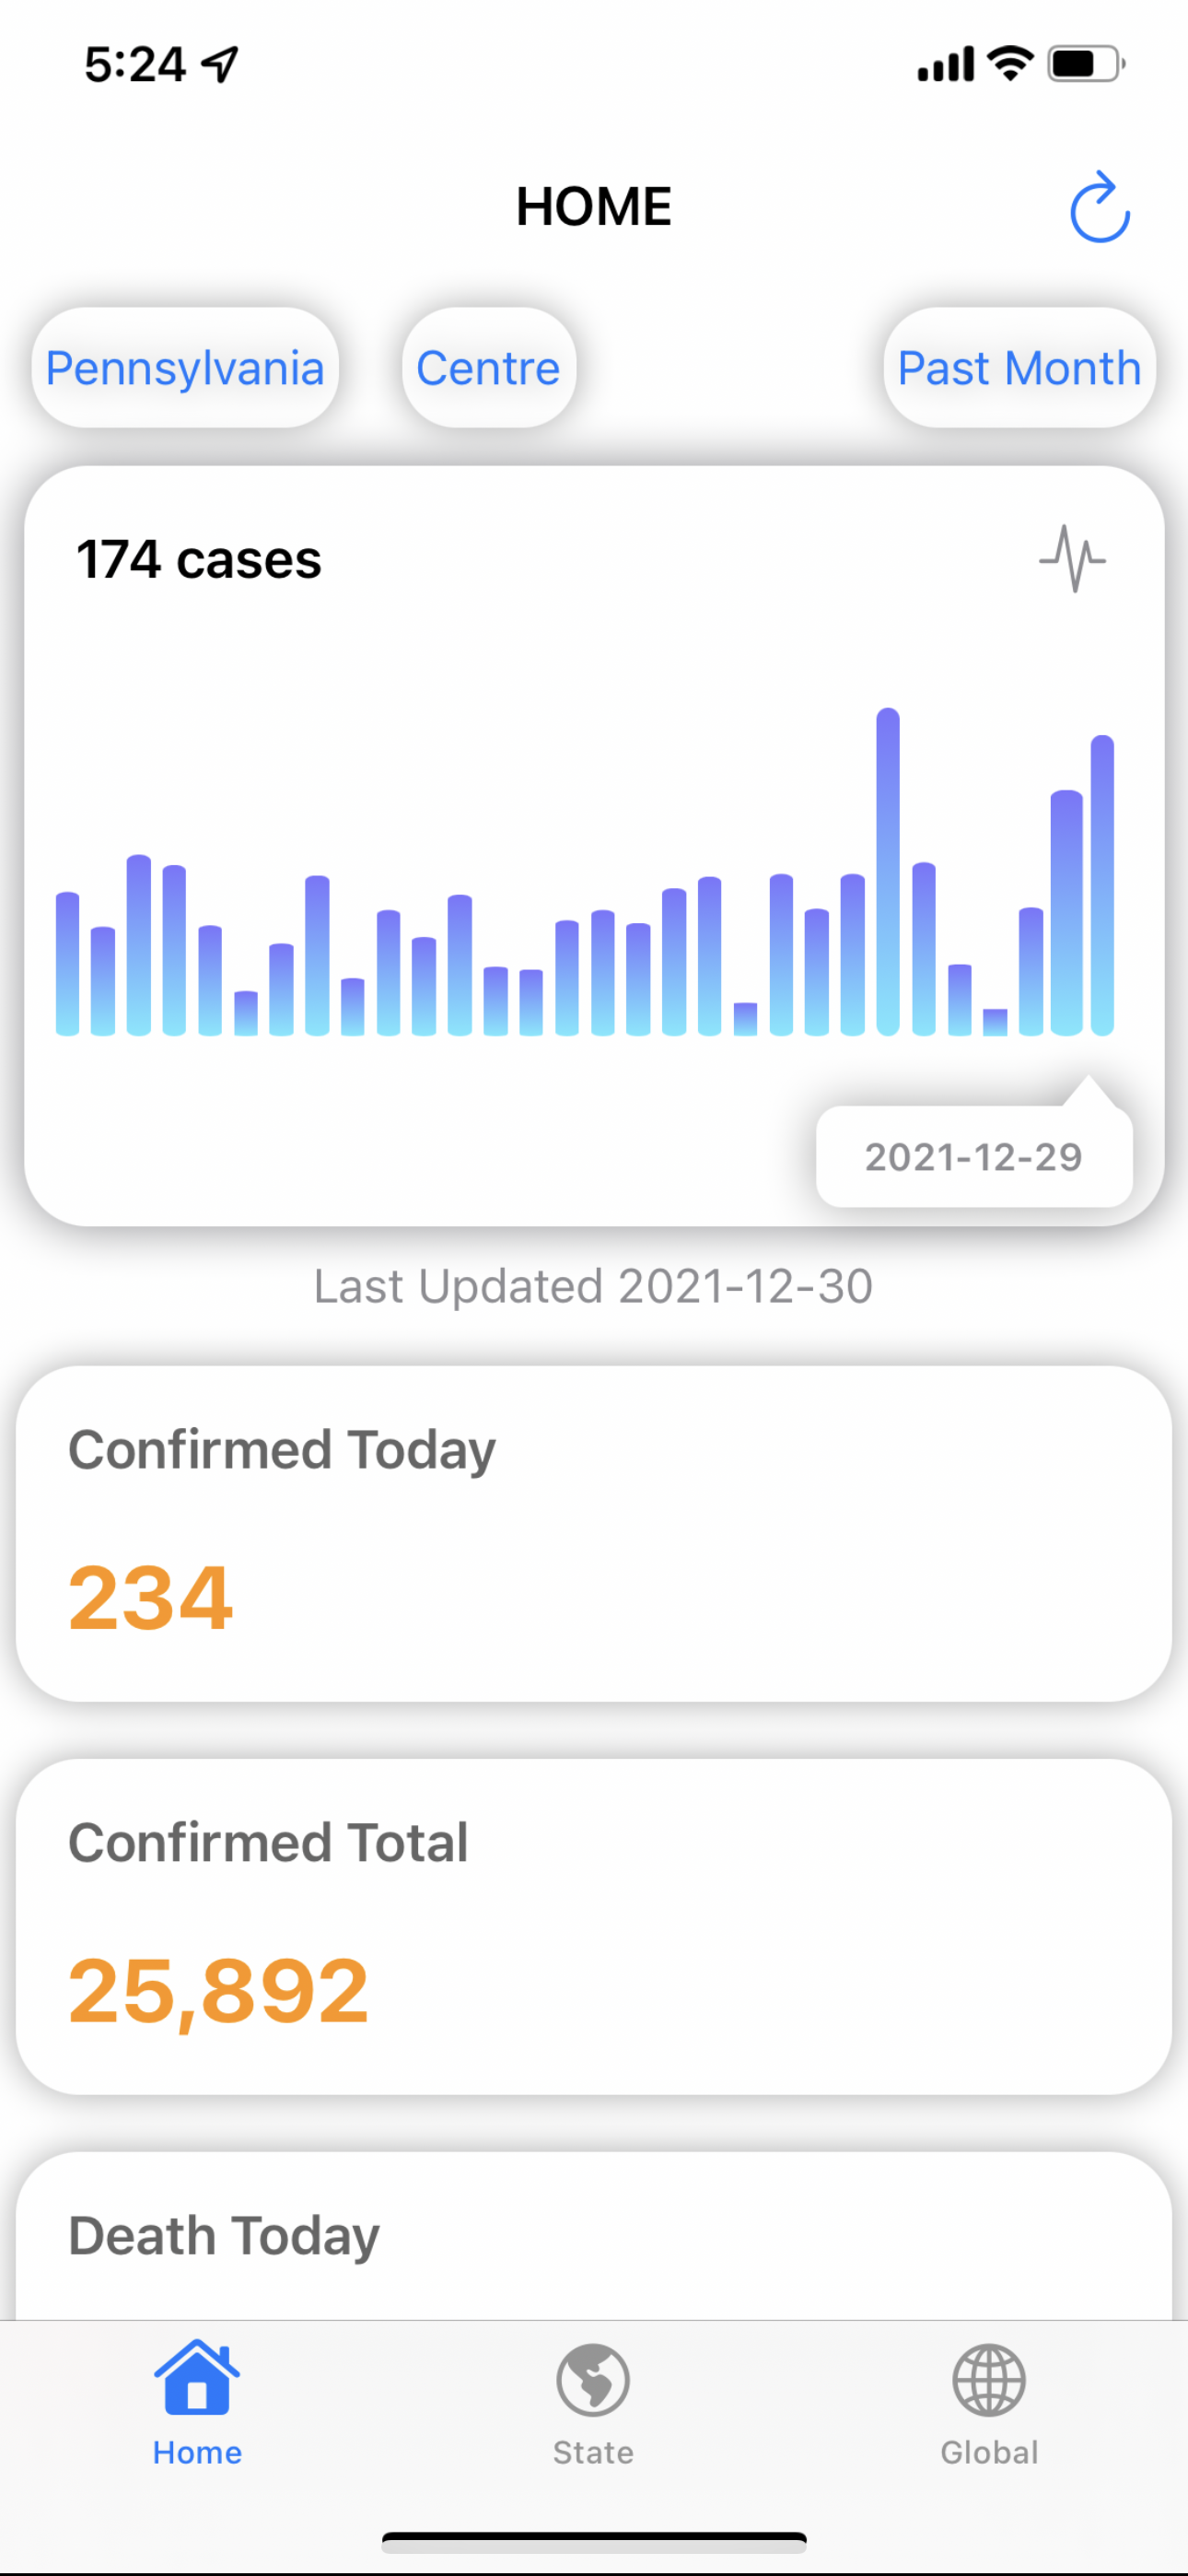 5:24
HOME
Pennsylvania Centre Past Month
174 cases
2021-12-29
Last Updated 2021-12-30
Confirmed Today
234
Confirmed Total
25,892
Death Today
Home State Global